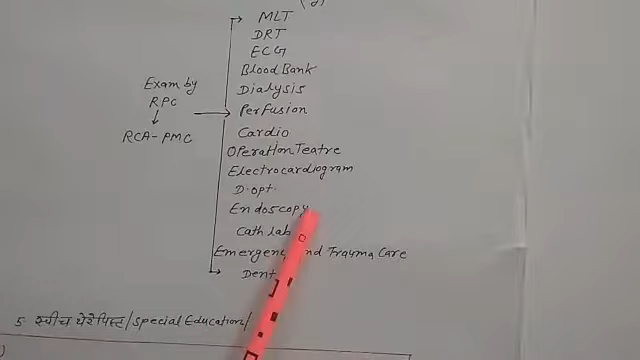 MLT
DRT
ECG
Blood Bank
Dialysis
Exam by
RPC
Perfusion
RCA-PMC
Cardio
Operation Teatre
Electrocardiogram
D.opt.
Endoscopy
Cath lab
Emergency and Trauma Care
Dent
5 स्पीच थेरेपिस्ट/Special Education/